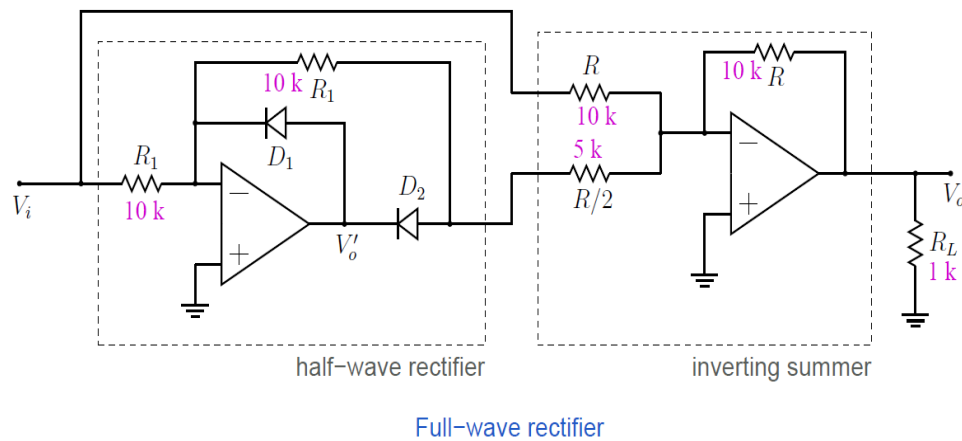 R
10 k
R₁
10 k
R
10 k
D₁
5 k
R/2
R₁
10 k
D₂
Vᵢ
−
+
V′ₒ
−
+
Vₒ
R_L
1 k
half-wave rectifier
inverting summer
Full-wave rectifier